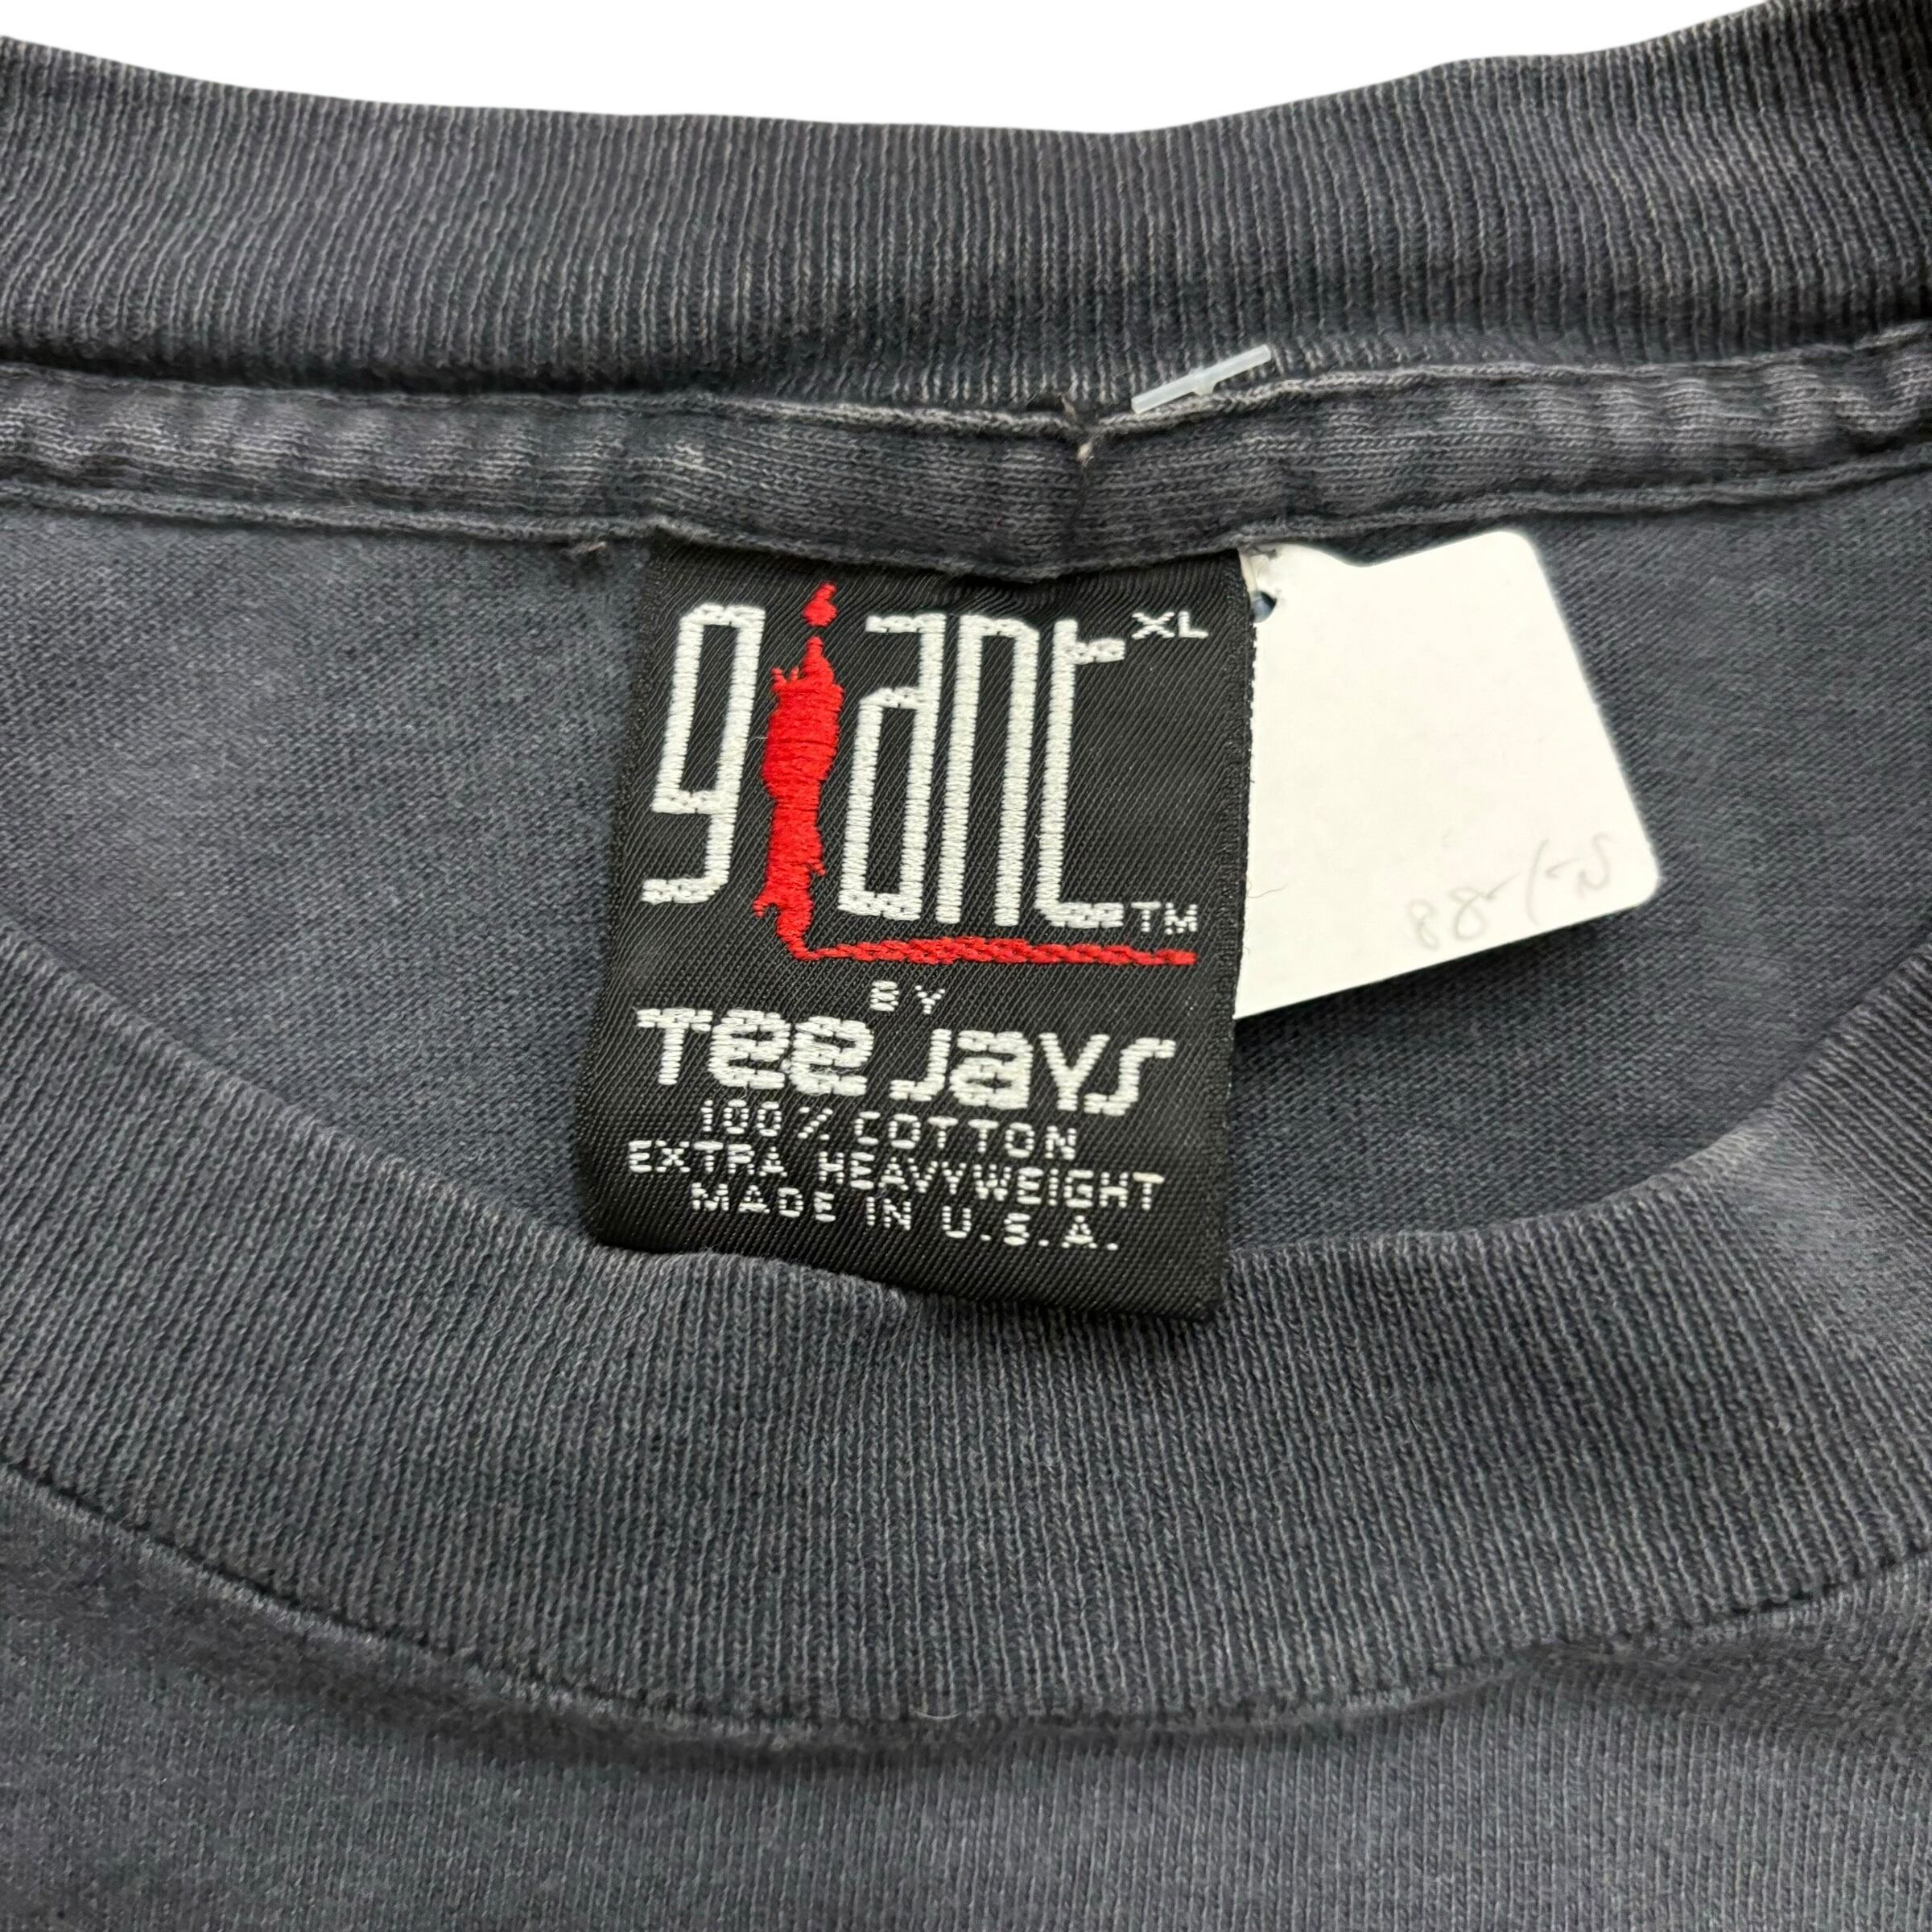 giant XL
TM
BY
Tee Jays
100% COTTON
EXTRA HEAVYWEIGHT
MADE IN U.S.A.